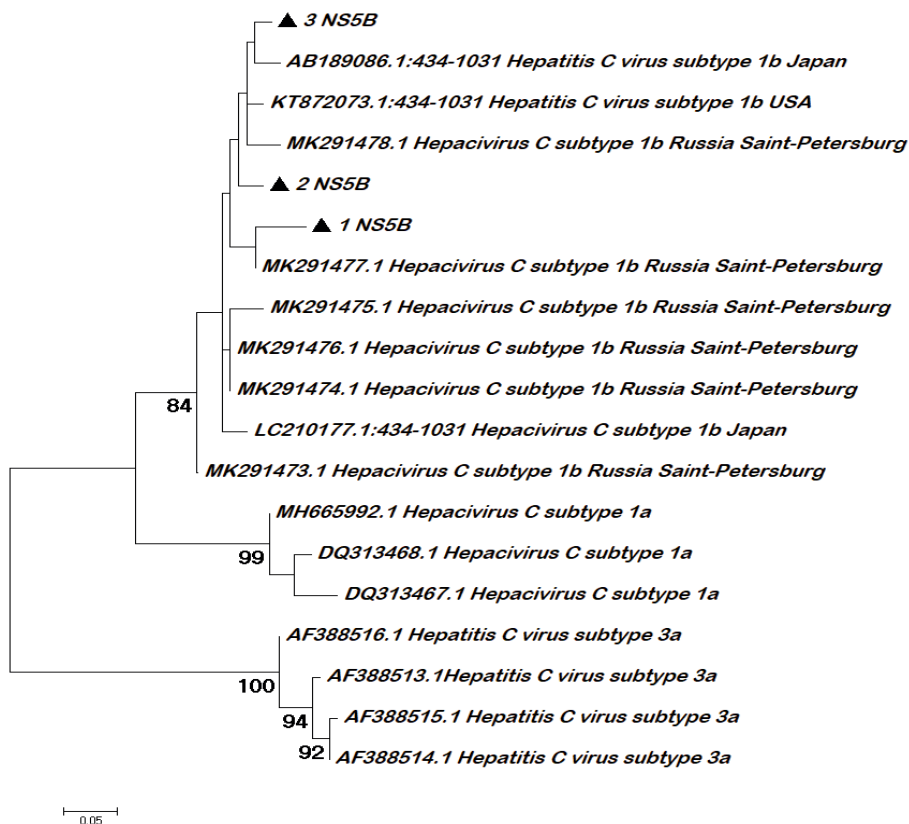 3 NS5B
AB189086.1:434-1031 Hepatitis C virus subtype 1b Japan
KT872073.1:434-1031 Hepatitis C virus subtype 1b USA
MK291478.1 Hepacivirus C subtype 1b Russia Saint-Petersburg
2 NS5B
1 NS5B
MK291477.1 Hepacivirus C subtype 1b Russia Saint-Petersburg
MK291475.1 Hepacivirus C subtype 1b Russia Saint-Petersburg
MK291476.1 Hepacivirus C subtype 1b Russia Saint-Petersburg
MK291474.1 Hepacivirus C subtype 1b Russia Saint-Petersburg
84
LC210177.1:434-1031 Hepacivirus C subtype 1b Japan
MK291473.1 Hepacivirus C subtype 1b Russia Saint-Petersburg
MH665992.1 Hepacivirus C subtype 1a
99
DQ313468.1 Hepacivirus C subtype 1a
DQ313467.1 Hepacivirus C subtype 1a
AF388516.1 Hepatitis C virus subtype 3a
100
AF388513.1Hepatitis C virus subtype 3a
94
AF388515.1 Hepatitis C virus subtype 3a
92
AF388514.1 Hepatitis C virus subtype 3a
0.05